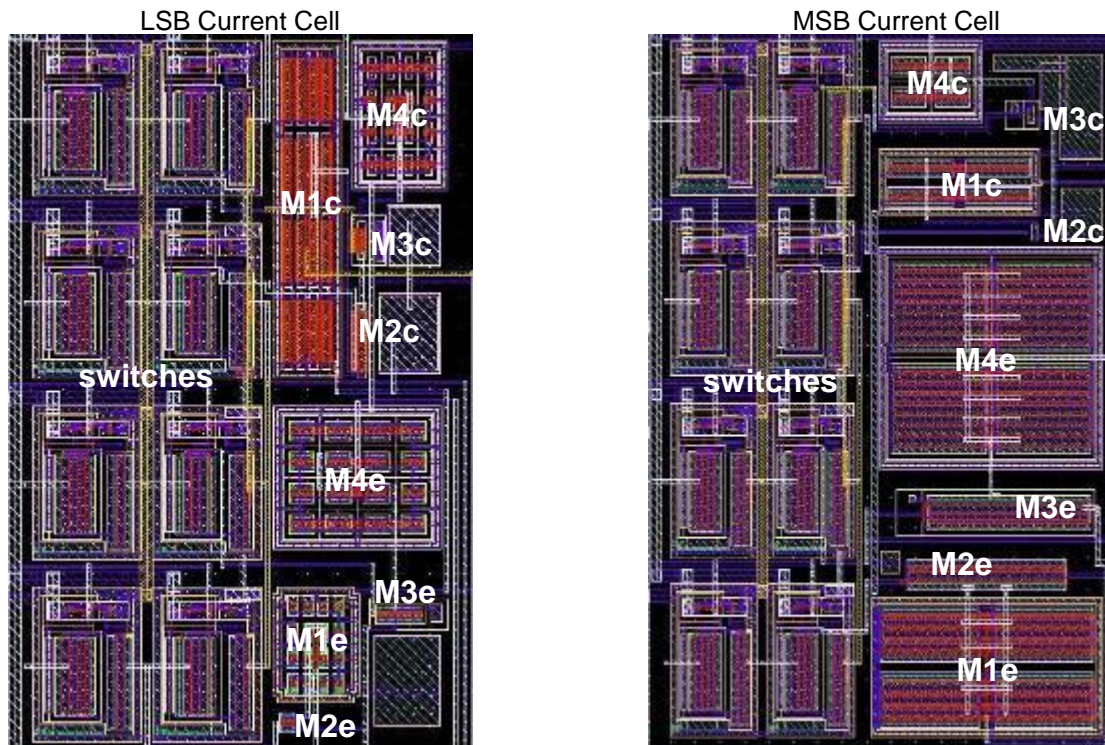 LSB Current Cell
M4c
M1c
M3c
M2c
switches
M4e
M3e
M1e
M2e
MSB Current Cell
M4c
M3c
M1c
M2c
M4e
switches
M3e
M2e
M1e